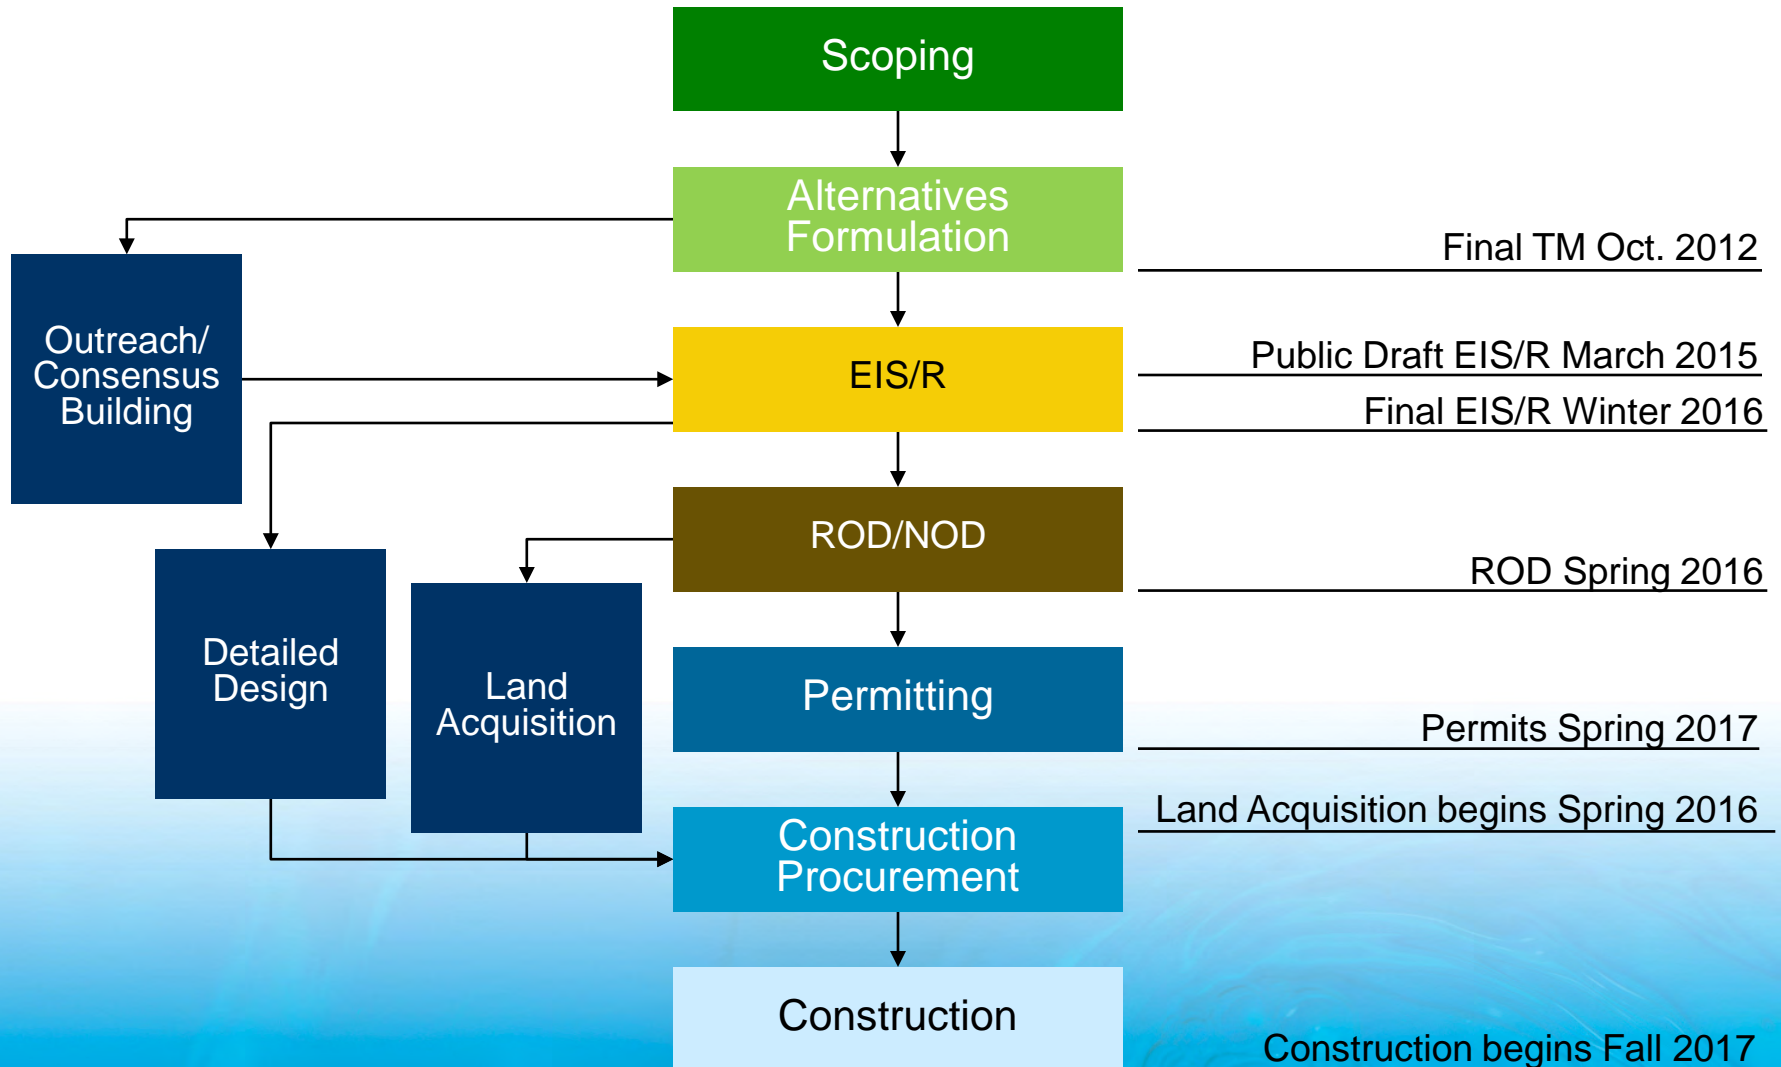 Scoping
Alternatives
Formulation
Final TM Oct. 2012
Outreach/
Consensus
Building
EIS/R
Public Draft EIS/R March 2015
Final EIS/R Winter 2016
ROD/NOD
ROD Spring 2016
Detailed
Design
Land
Acquisition
Permitting
Permits Spring 2017
Land Acquisition begins Spring 2016
Construction
Procurement
Construction
Construction begins Fall 2017